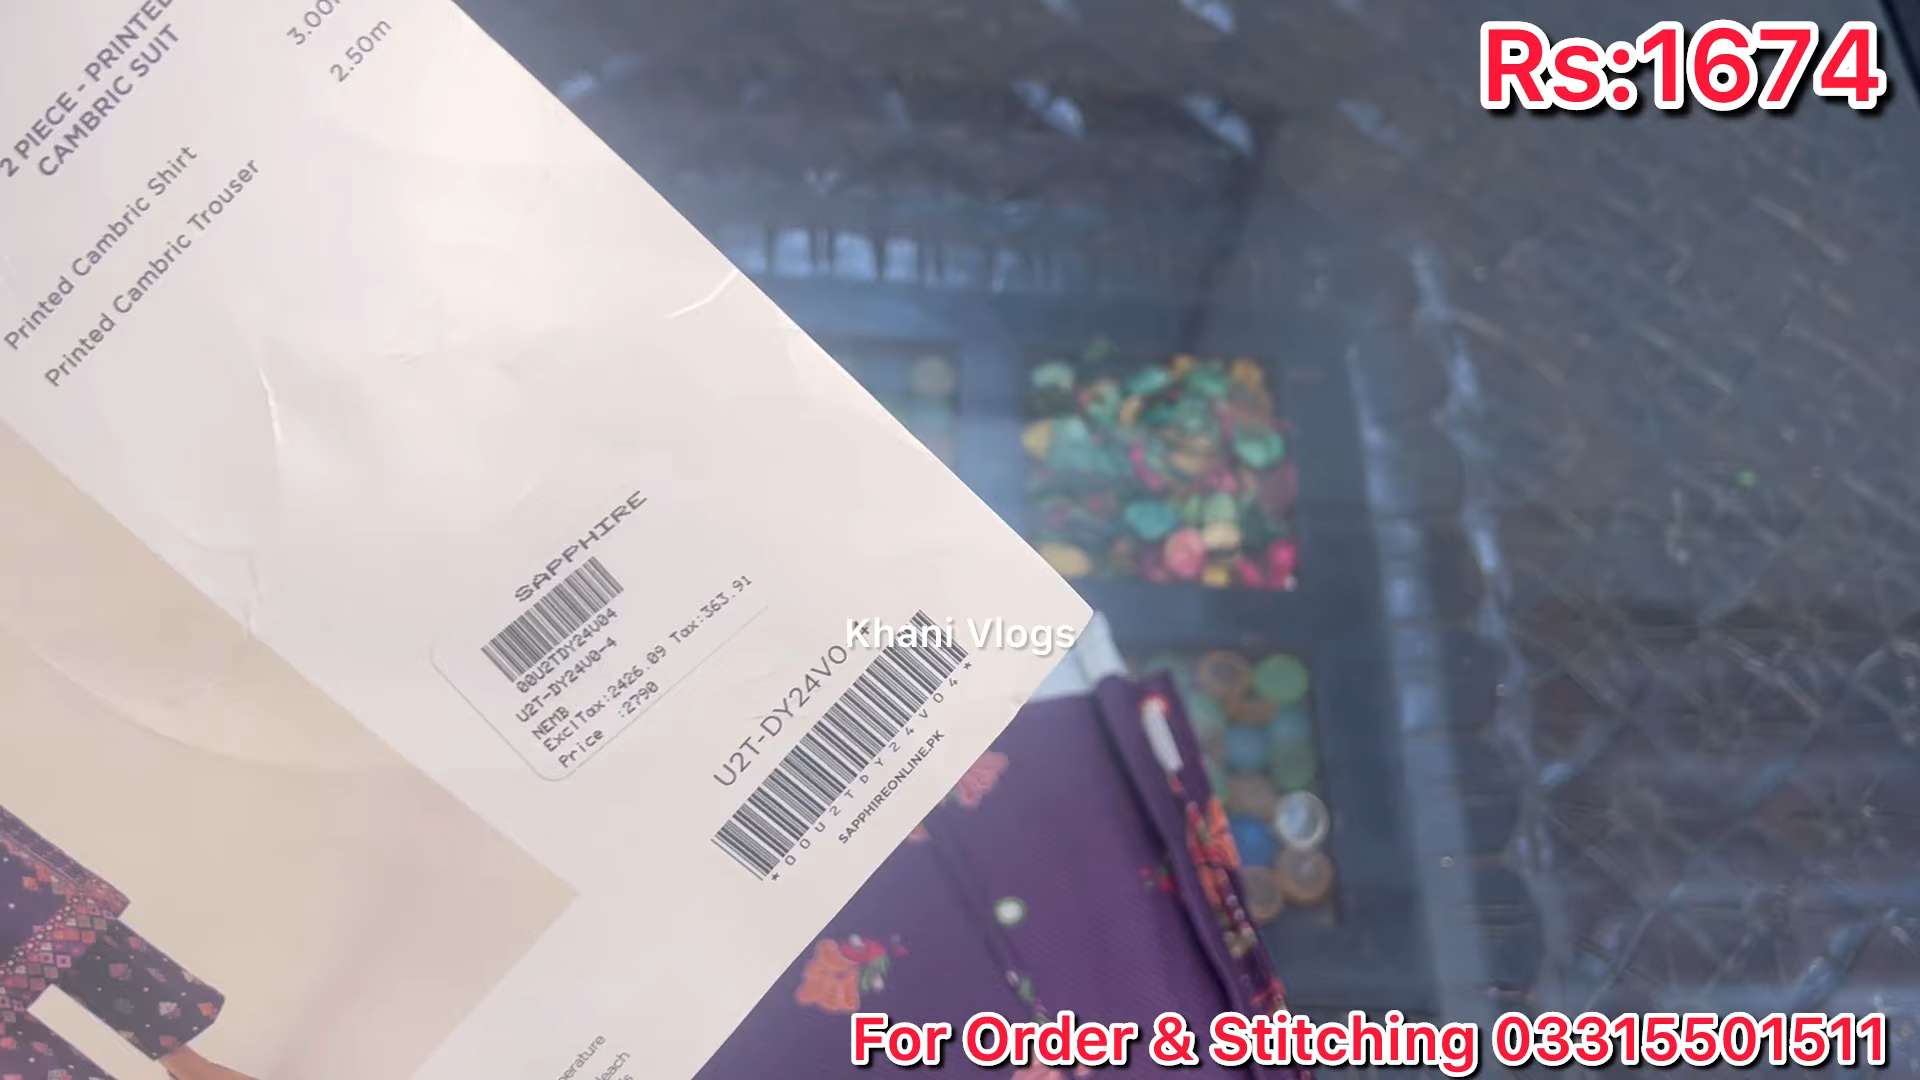 Rs:1674
2 PIECE - PRINTED
CAMBRIC SUIT
Printed Cambric Shirt
3.00
Printed Cambric Trouser
2.50m
SAPPHIRE
00U2TDY24V04
U2T-DY24V0-4
NEMB
ExclTax:2426.09 Tax:363.91
Price :2790
U2T-DY24V0
*00U2TDY24V04*
SAPPHIREONLINE.PK
Khani Vlogs
For Order & Stitching 03315501511